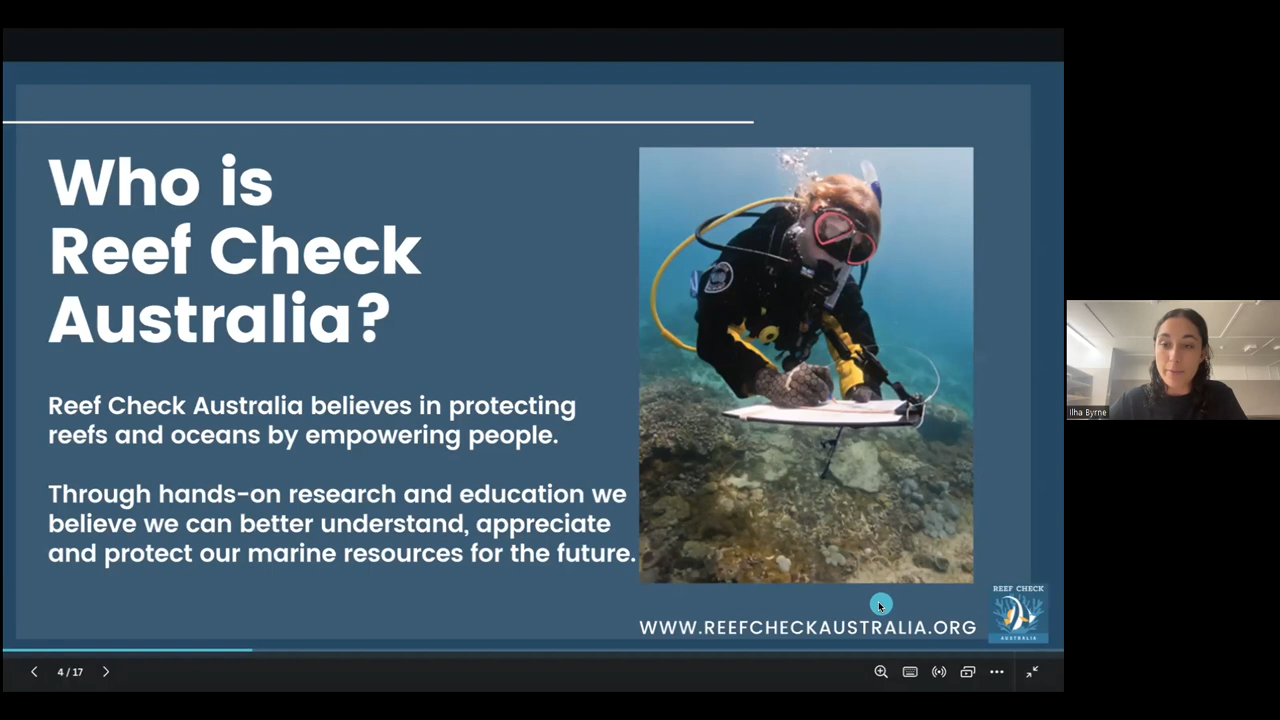 Who is
Reef Check
Australia?
Reef Check Australia believes in protecting
reefs and oceans by empowering people.
Through hands-on research and education we
believe we can better understand, appreciate
and protect our marine resources for the future.
WWW.REEFCHECKAUSTRALIA.ORG
REEF CHECK
AUSTRALIA
4 / 17
Ilha Byrne